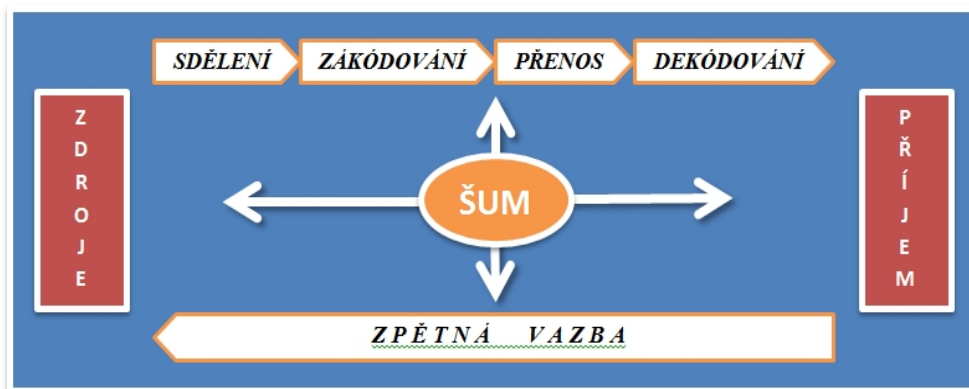 SDĚLENÍ ZÁKÓDOVÁNÍ PŘENOS DEKÓDOVÁNÍ
ZDROJE
ŠUM
PŘÍJEM
ZPĚTNÁ VAZBA